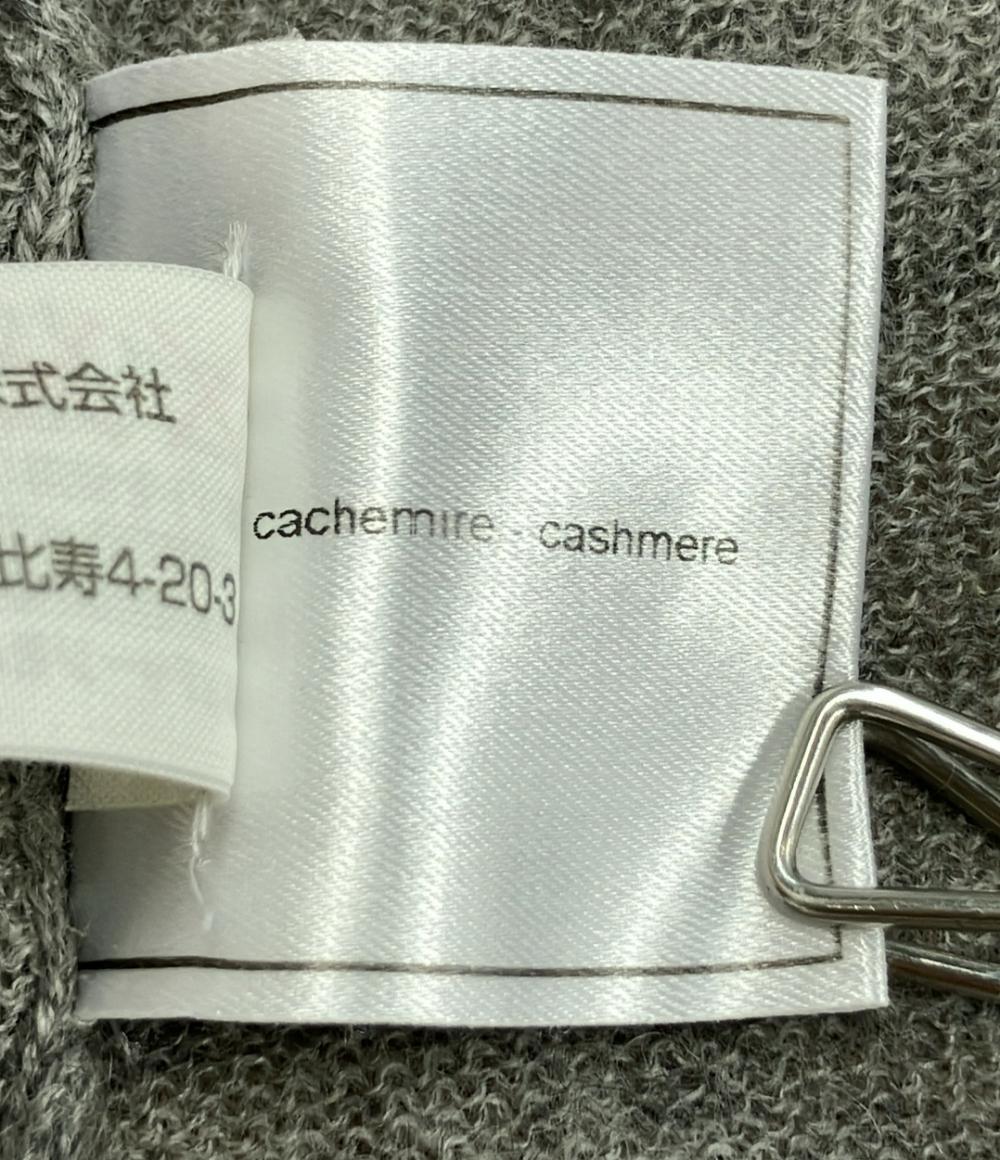 式会社
比寿4-20-3
cachemire - cashmere